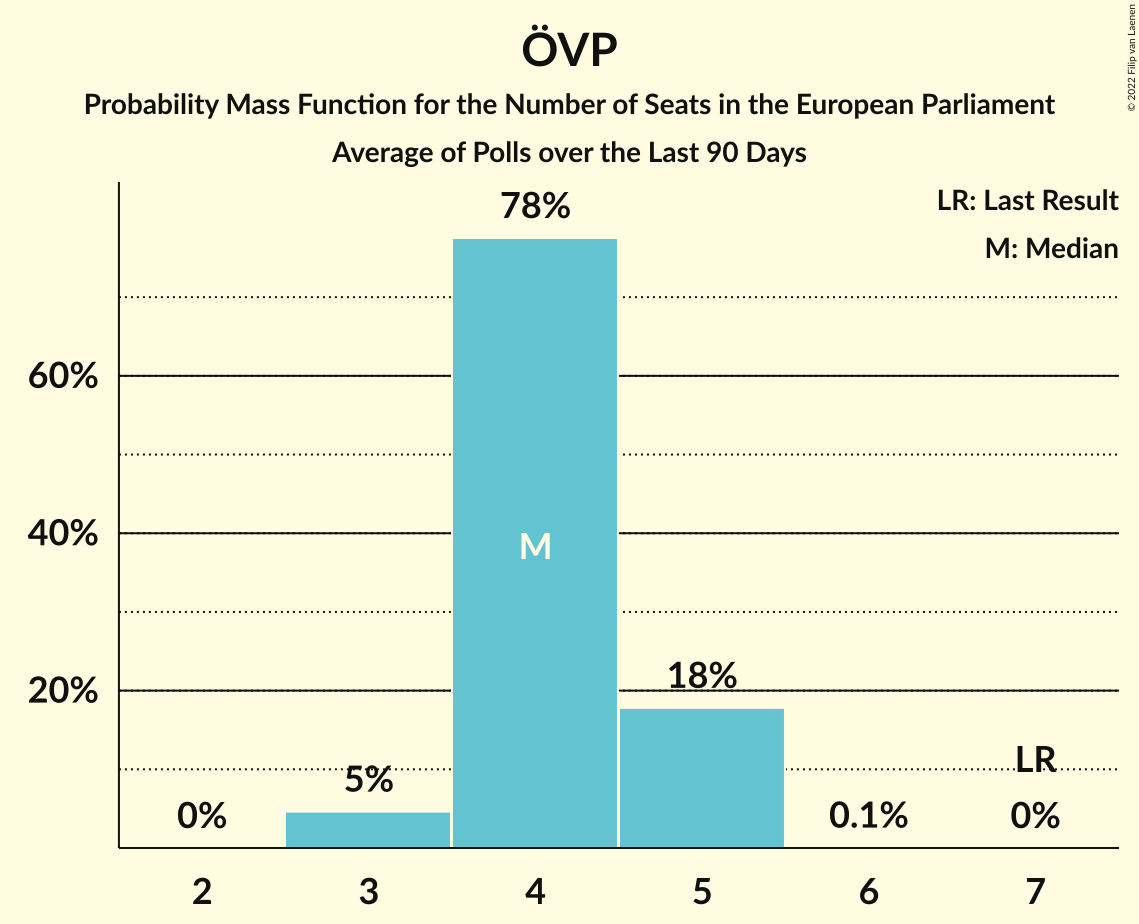 ÖVP
Probability Mass Function for the Number of Seats in the European Parliament
Average of Polls over the Last 90 Days
© 2022 Filip van Laenen
LR: Last Result
M: Median
78%
60%
40%
M
20%
18%
LR
5%
0%
0.1%
0%
2 3 4 5 6 7